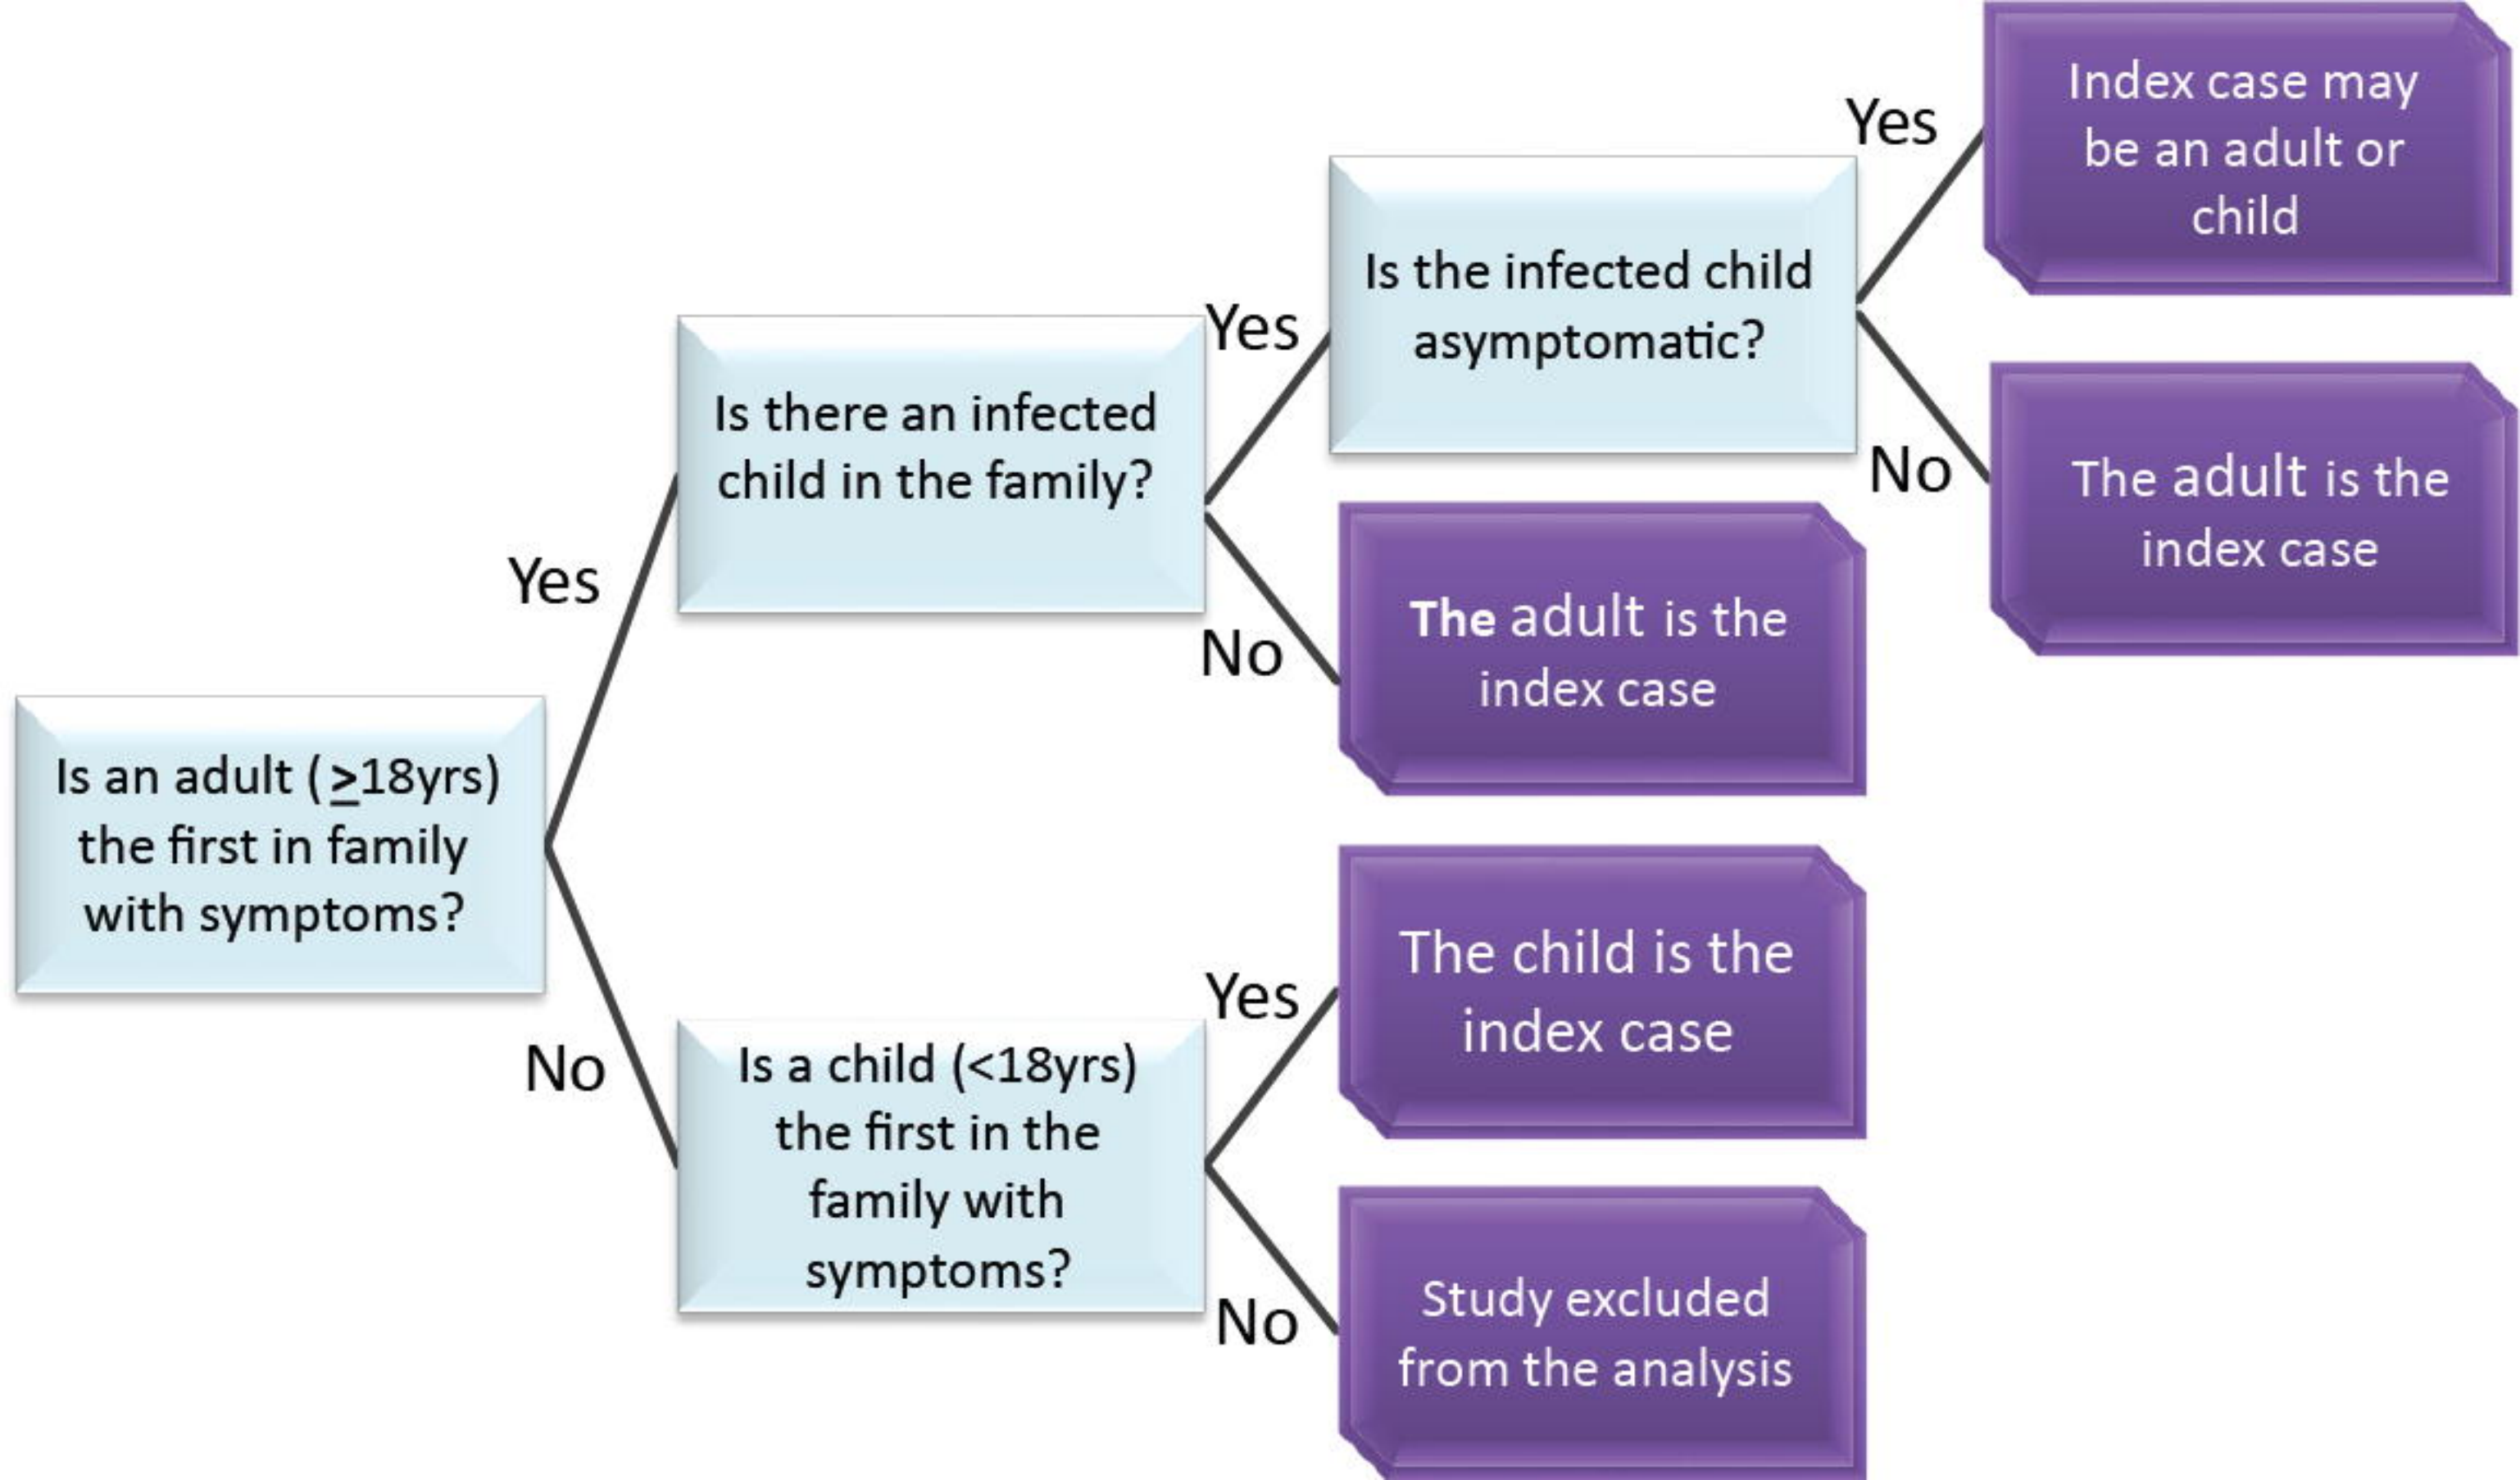 Is an adult (≥18yrs)
the first in family
with symptoms?
Yes
No
Is there an infected
child in the family?
Yes
No
Is the infected child
asymptomatic?
Yes
No
Index case may
be an adult or
child
The adult is the
index case
The adult is the
index case
Is a child (<18yrs)
the first in the
family with
symptoms?
Yes
No
The child is the
index case
Study excluded
from the analysis